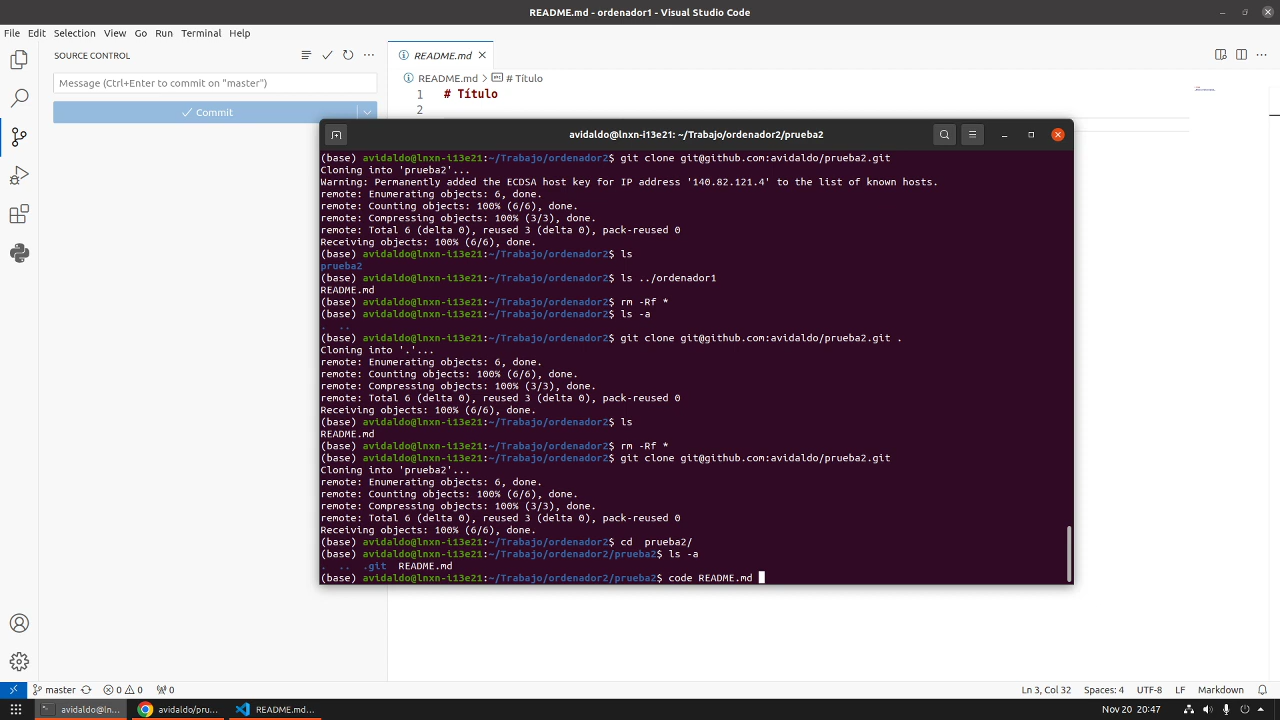 README.md - ordenador1 - Visual Studio Code
File Edit Selection View Go Run Terminal Help
SOURCE CONTROL
README.md
Message (Ctrl+Enter to commit on "master")
Commit
README.md > # Título
1 # Título
2
avidaldo@lnxn-i13e21: ~/Trabajo/ordenador2/prueba2
(base) avidaldo@lnxn-i13e21:~/Trabajo/ordenador2$ git clone git@github.com:avidaldo/prueba2.git
Cloning into 'prueba2'...
Warning: Permanently added the ECDSA host key for IP address '140.82.121.4' to the list of known hosts.
remote: Enumerating objects: 6, done.
remote: Counting objects: 100% (6/6), done.
remote: Compressing objects: 100% (3/3), done.
remote: Total 6 (delta 0), reused 3 (delta 0), pack-reused 0
Receiving objects: 100% (6/6), done.
(base) avidaldo@lnxn-i13e21:~/Trabajo/ordenador2$ ls
prueba2
(base) avidaldo@lnxn-i13e21:~/Trabajo/ordenador2$ ls ../ordenador1
README.md
(base) avidaldo@lnxn-i13e21:~/Trabajo/ordenador2$ rm -Rf *
(base) avidaldo@lnxn-i13e21:~/Trabajo/ordenador2$ ls -a
. ..
(base) avidaldo@lnxn-i13e21:~/Trabajo/ordenador2$ git clone git@github.com:avidaldo/prueba2.git .
Cloning into '.'...
remote: Enumerating objects: 6, done.
remote: Counting objects: 100% (6/6), done.
remote: Compressing objects: 100% (3/3), done.
remote: Total 6 (delta 0), reused 3 (delta 0), pack-reused 0
Receiving objects: 100% (6/6), done.
(base) avidaldo@lnxn-i13e21:~/Trabajo/ordenador2$ ls
README.md
(base) avidaldo@lnxn-i13e21:~/Trabajo/ordenador2$ rm -Rf *
(base) avidaldo@lnxn-i13e21:~/Trabajo/ordenador2$ git clone git@github.com:avidaldo/prueba2.git
Cloning into 'prueba2'...
remote: Enumerating objects: 6, done.
remote: Counting objects: 100% (6/6), done.
remote: Compressing objects: 100% (3/3), done.
remote: Total 6 (delta 0), reused 3 (delta 0), pack-reused 0
Receiving objects: 100% (6/6), done.
(base) avidaldo@lnxn-i13e21:~/Trabajo/ordenador2$ cd  prueba2/
(base) avidaldo@lnxn-i13e21:~/Trabajo/ordenador2/prueba2$ ls -a
. .. .git README.md
(base) avidaldo@lnxn-i13e21:~/Trabajo/ordenador2/prueba2$ code README.md
master 0 0 0 Ln 3, Col 32 Spaces: 4 UTF-8 LF Markdown
avidaldo@ln... avidaldo/pru... README.md... Nov 20 20:47